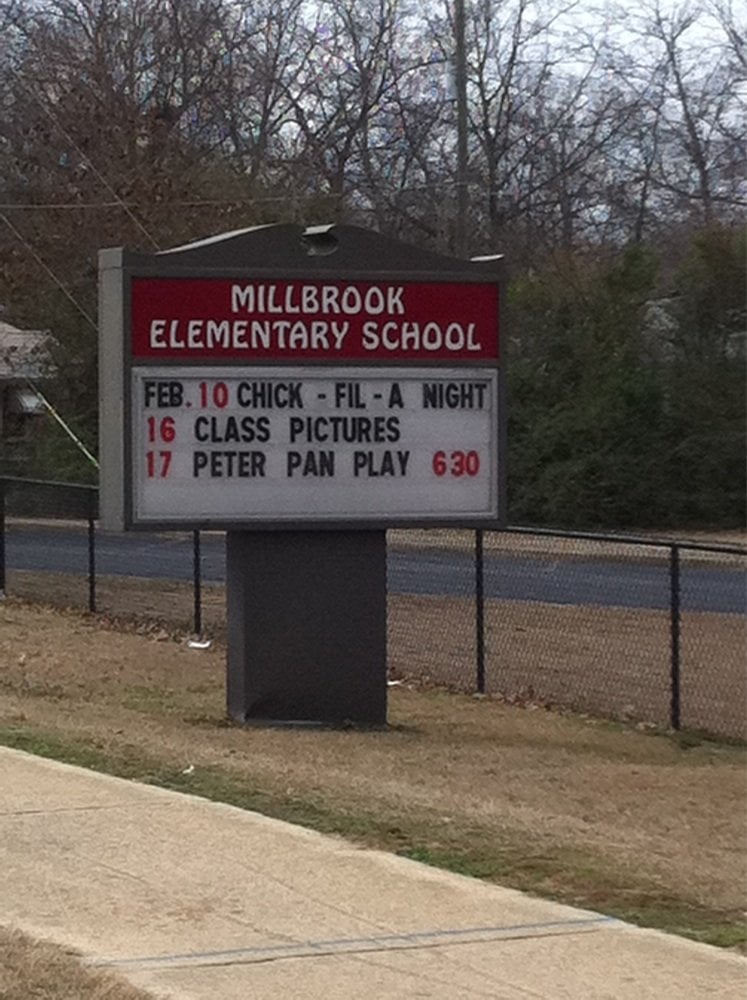 MILLBROOK
ELEMENTARY SCHOOL
FEB. 10 CHICK - FIL - A NIGHT
16 CLASS PICTURES
17 PETER PAN PLAY 630